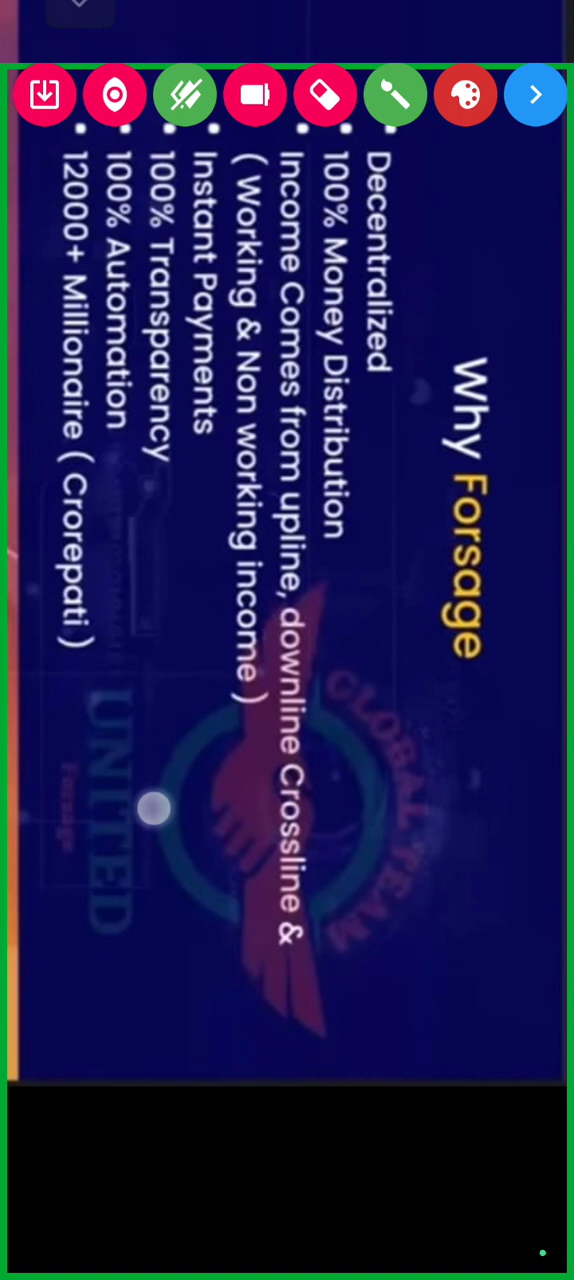 Why Forsage
Decentralized
100% Money Distribution
Income Comes from upline, downline Crossline &
( Working & Non working income )
Instant Payments
100% Transparency
100% Automation
12000+ Millionaire ( Crorepati )
GLOBAL TEAM
UNITED
Forsage